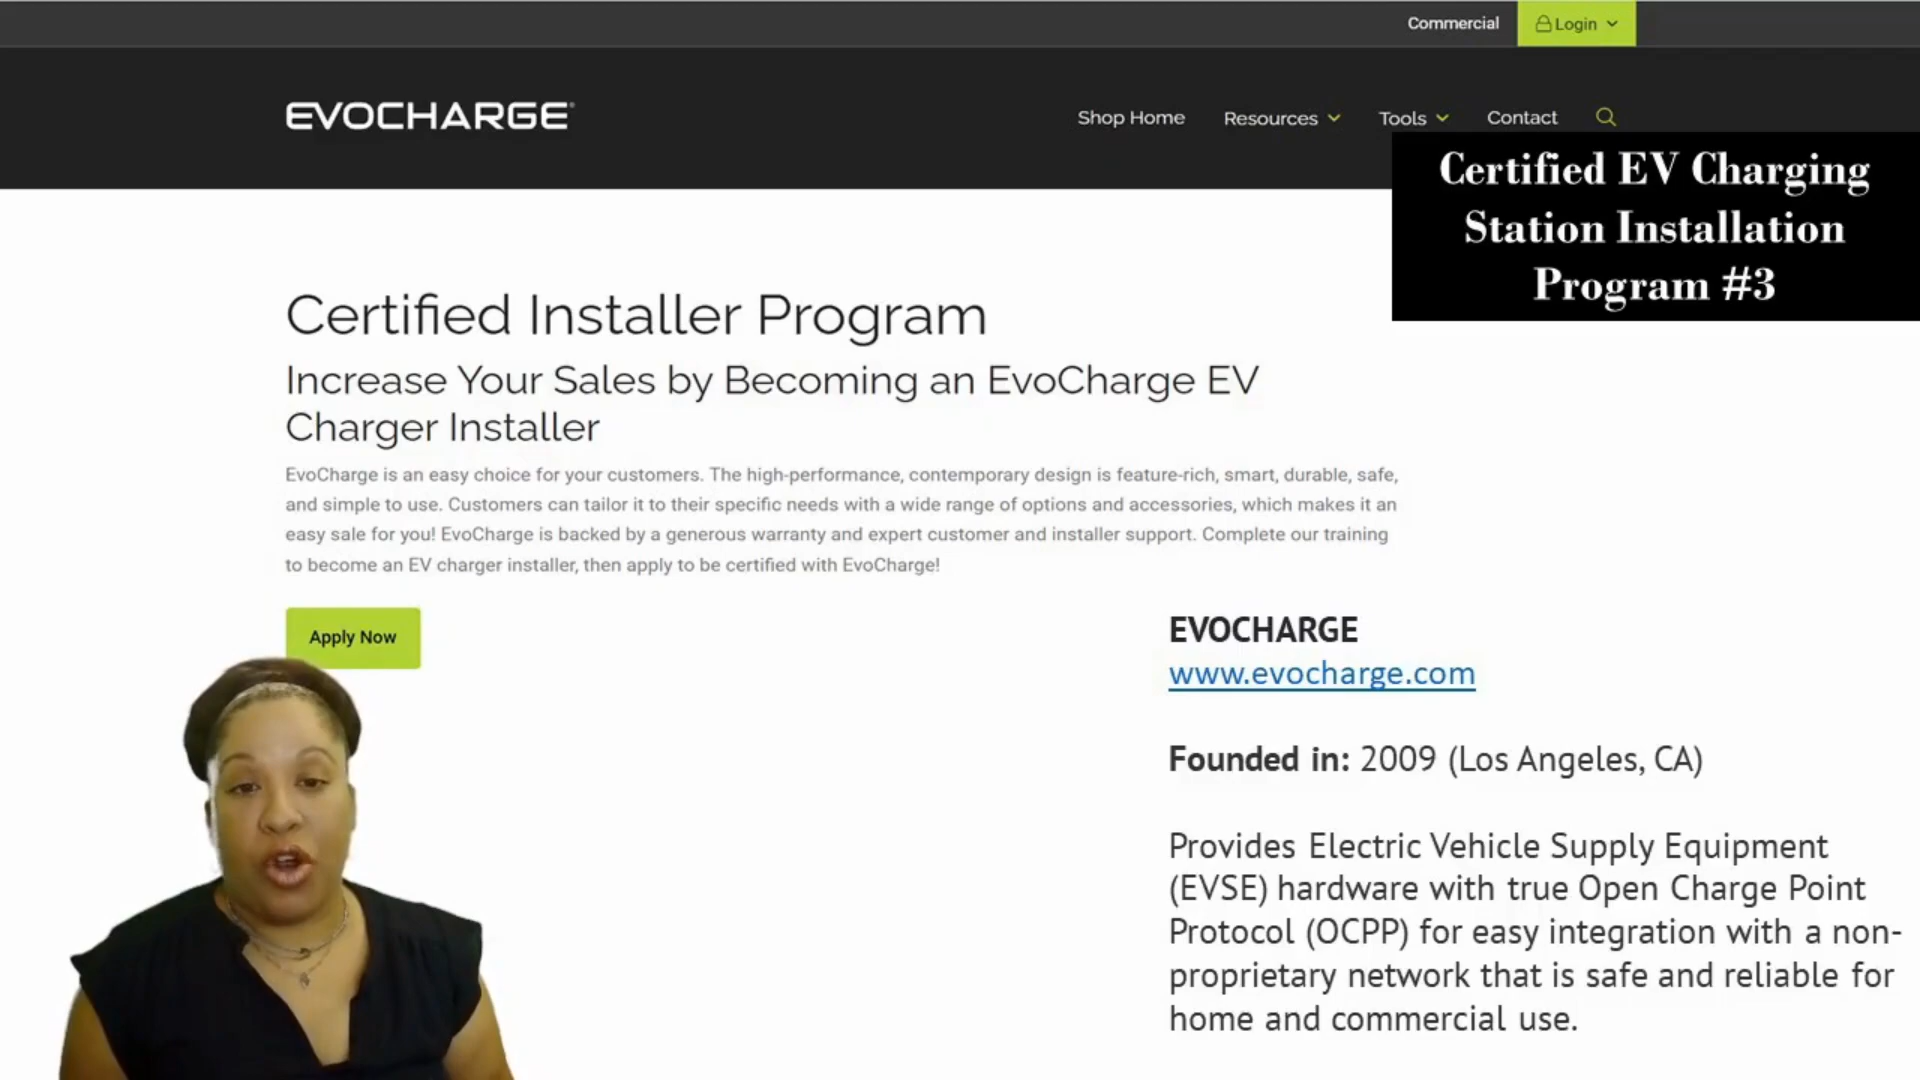 Commercial
Login
EVOCHARGE
Shop Home
Resources
Tools
Contact
Certified EV Charging
Station Installation
Program #3
Certified Installer Program
Increase Your Sales by Becoming an EvoCharge EV
Charger Installer
EvoCharge is an easy choice for your customers. The high-performance, contemporary design is feature-rich, smart, durable, safe,
and simple to use. Customers can tailor it to their specific needs with a wide range of options and accessories, which makes it an
easy sale for you! EvoCharge is backed by a generous warranty and expert customer and installer support. Complete our training
to become an EV charger installer, then apply to be certified with EvoCharge!
Apply Now
EVOCHARGE
www.evocharge.com
Founded in: 2009 (Los Angeles, CA)
Provides Electric Vehicle Supply Equipment
(EVSE) hardware with true Open Charge Point
Protocol (OCPP) for easy integration with a non-
proprietary network that is safe and reliable for
home and commercial use.